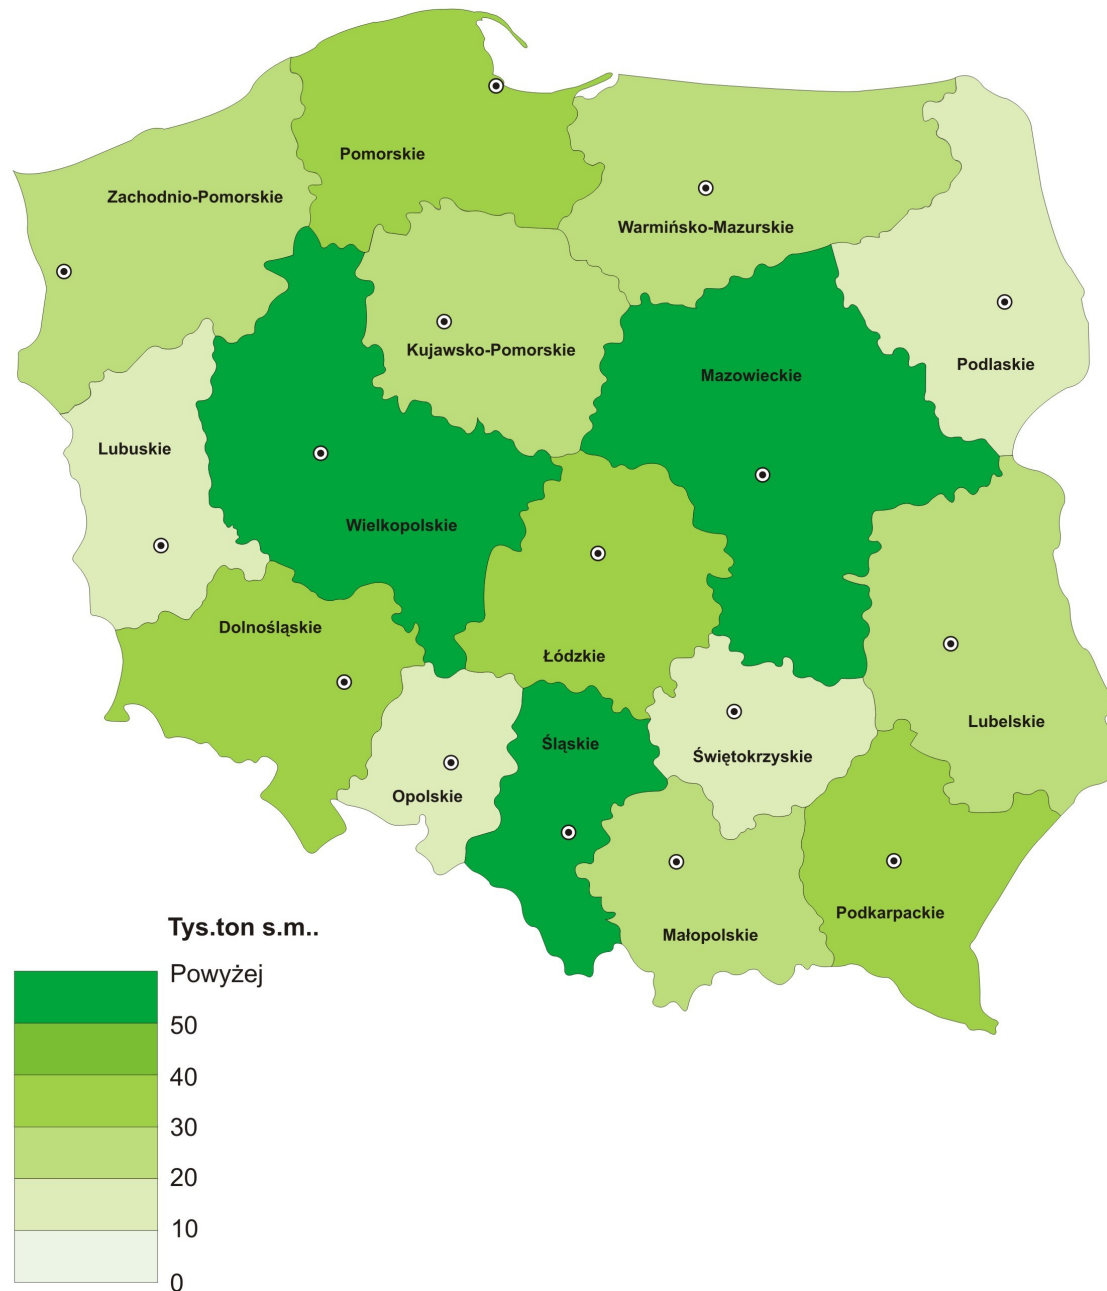 Pomorskie
Zachodnio-Pomorskie
Warmińsko-Mazurskie
Kujawsko-Pomorskie
Podlaskie
Mazowieckie
Lubuskie
Wielkopolskie
Dolnośląskie
Łódzkie
Lubelskie
Śląskie
Świętokrzyskie
Opolskie
Podkarpackie
Małopolskie
Tys.ton s.m..
Powyżej
50
40
30
20
10
0